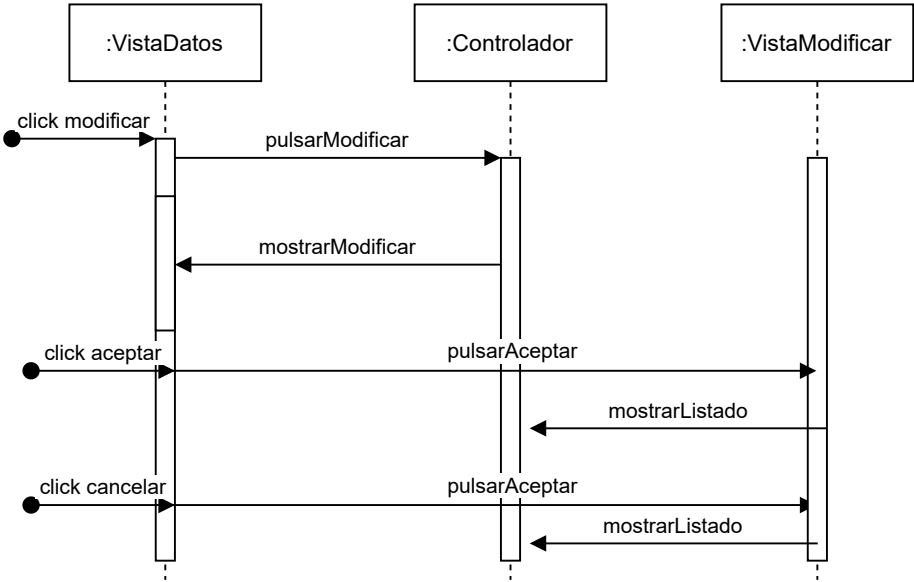 :VistaDatos
:Controlador
:VistaModificar
click modificar
pulsarModificar
mostrarModificar
click aceptar
pulsarAceptar
mostrarListado
click cancelar
pulsarAceptar
mostrarListado